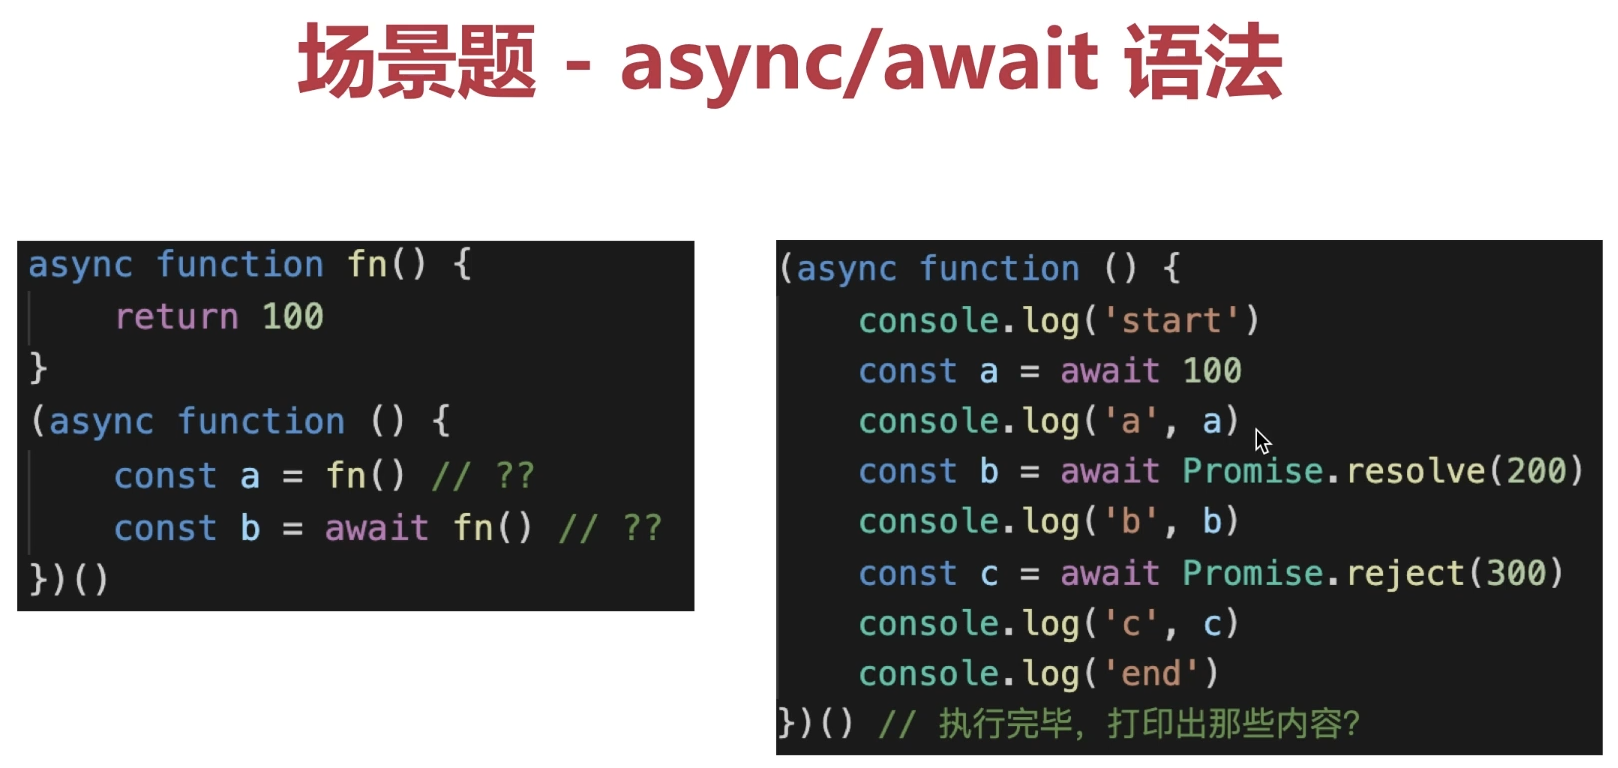 场景题 - async/await 语法
async function fn() {
    return 100
}
(async function () {
    const a = fn() // ??
    const b = await fn() // ??
})()
(async function () {
    console.log('start')
    const a = await 100
    console.log('a', a)
    const b = await Promise.resolve(200)
    console.log('b', b)
    const c = await Promise.reject(300)
    console.log('c', c)
    console.log('end')
})() // 执行完毕，打印出那些内容？